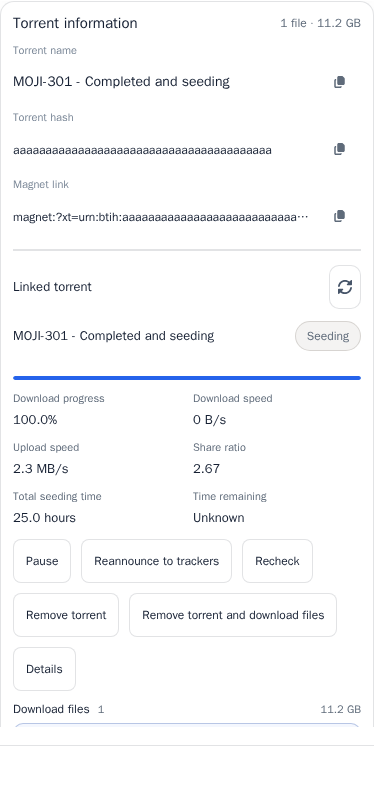 Torrent information 1 file · 11.2 GB
Torrent name
MOJI-301 - Completed and seeding
Torrent hash
aaaaaaaaaaaaaaaaaaaaaaaaaaaaaaaaaaaaaaaa
Magnet link
magnet:?xt=urn:btih:aaaaaaaaaaaaaaaaaaaaaaaaaaa…
Linked torrent
MOJI-301 - Completed and seeding Seeding
Download progress Download speed
100.0% 0 B/s
Upload speed Share ratio
2.3 MB/s 2.67
Total seeding time Time remaining
25.0 hours Unknown
Pause Reannounce to trackers Recheck
Remove torrent Remove torrent and download files
Details
Download files 1 11.2 GB